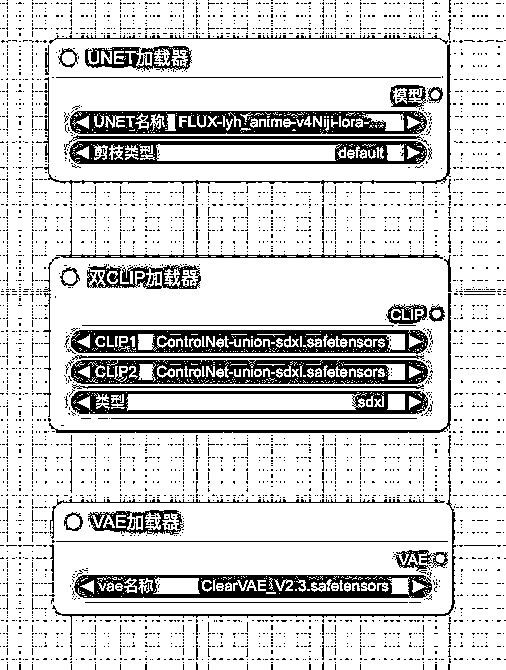 UNET加载器
模型
UNET名称 FLUX-lyh_anime-v4Niji-lora-...
剪枝类型 default
双CLIP加载器
CLIP
CLIP1 ControlNet-union-sdxl.safetensors
CLIP2 ControlNet-union-sdxl.safetensors
类型 sdxl
VAE加载器
VAE
vae名称 ClearVAE_V2.3.safetensors